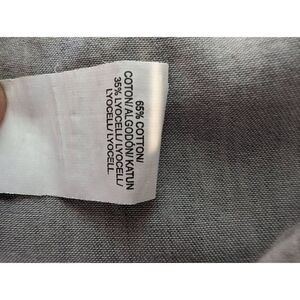 65% COTTON/
COTON/ALGODÓN/KATUN
35% LYOCELL/LYOCELL/
LYOCELL/LYOCELL